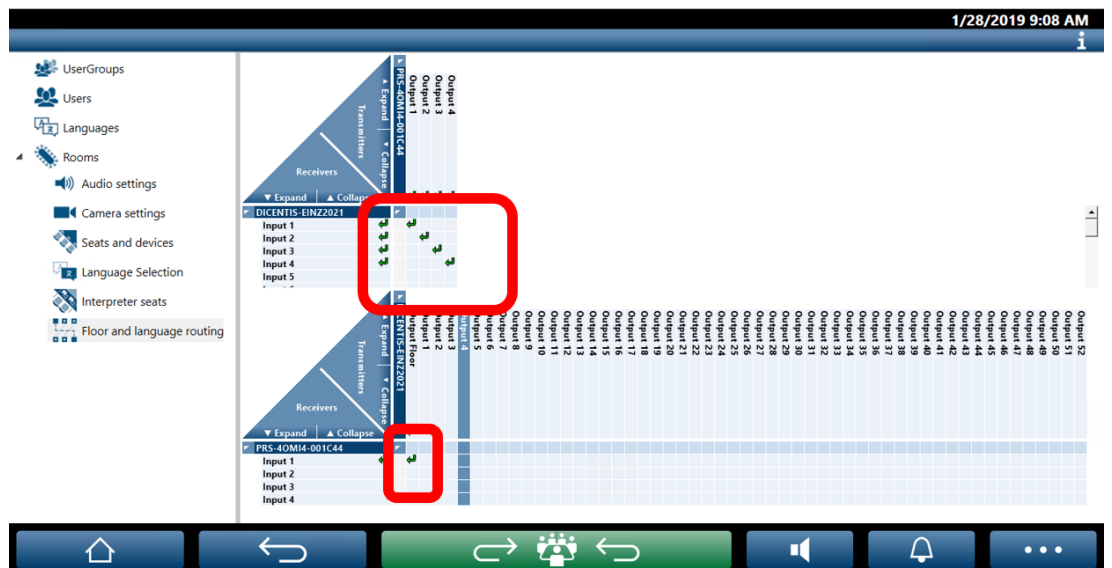 1/28/2019 9:08 AM
i
UserGroups
Users
Languages
Rooms
Audio settings
Camera settings
Seats and devices
Language Selection
Interpreter seats
Floor and language routing
Transmitters
Receivers
▲ Expand
▼ Collapse
▼ Expand
▲ Collapse
PRS-4OMI4-001C44
Output 1
Output 2
Output 3
Output 4
DICENTIS-EINZ2021
Input 1
Input 2
Input 3
Input 4
Input 5
Transmitters
Receivers
▲ Expand
▼ Collapse
▼ Expand
▲ Collapse
Output Floor
Output 1
Output 2
Output 3
Output 4
Output 5
Output 6
Output 7
Output 8
Output 9
Output 10
Output 11
Output 12
Output 13
Output 14
Output 15
Output 16
Output 17
Output 18
Output 19
Output 20
Output 21
Output 22
Output 23
Output 24
Output 25
Output 26
Output 27
Output 28
Output 29
Output 30
Output 31
Output 32
Output 33
Output 34
Output 35
Output 36
Output 37
Output 38
Output 39
Output 40
Output 41
Output 42
Output 43
Output 44
Output 45
Output 46
Output 47
Output 48
Output 49
Output 50
Output 51
Output 52
PRS-4OMI4-001C44
Input 1
Input 2
Input 3
Input 4